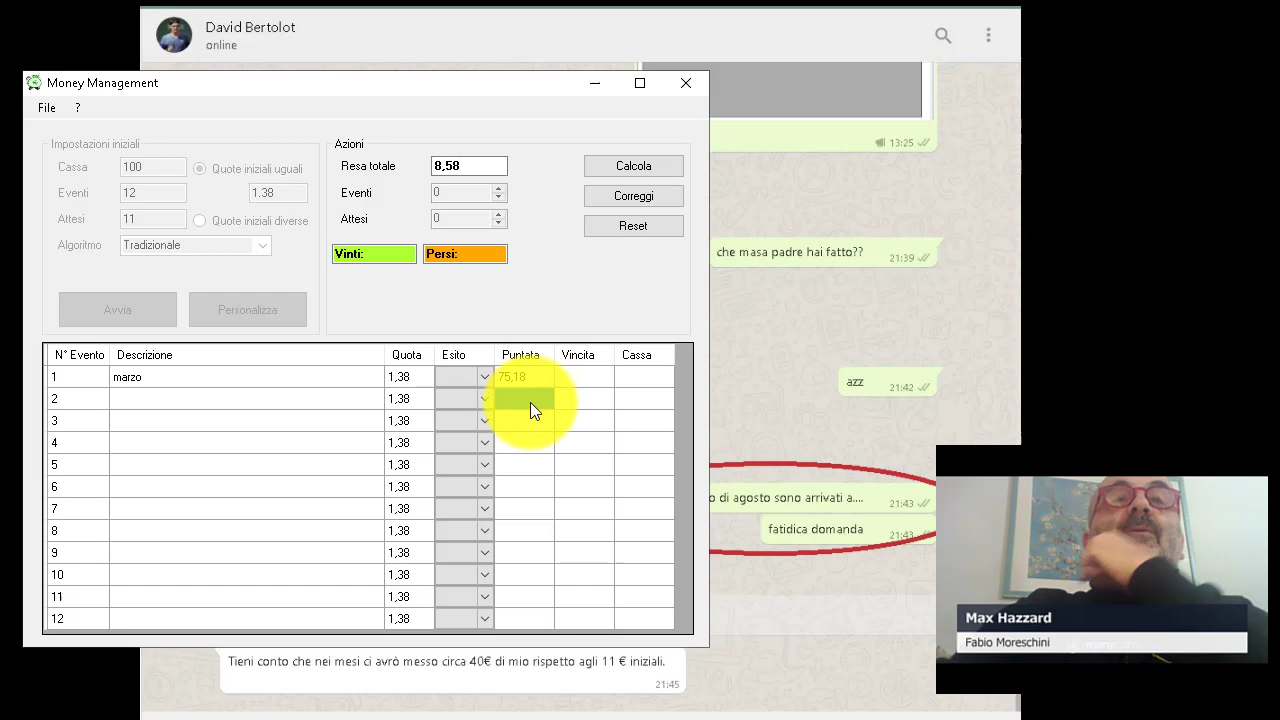 David Bertolot
online
Money Management
File ?
Impostazioni iniziali
Cassa 100 Quote iniziali uguali
Eventi 12 1.38
Attesi 11 Quote iniziali diverse
Algoritmo Tradizionale
Avvia Personalizza
Azioni
Resa totale 8,58 Calcola
Eventi 0 Correggi
Attesi 0 Reset
Vinti: Persi:
N° Evento Descrizione Quota Esito Puntata Vincita Cassa
1 marzo 1,38 75,18
2 1,38
3 1,38
4 1,38
5 1,38
6 1,38
7 1,38
8 1,38
9 1,38
10 1,38
11 1,38
12 1,38
13:25
che masa padre hai fatto??
21:39
azz
21:42
o di agosto sono arrivati a....
21:43
fatidica domanda
21:43
Tieni conto che nei mesi ci avrò messo circa 40€ di mio rispetto agli 11 € iniziali.
21:45
Max Hazzard
Fabio Moreschini